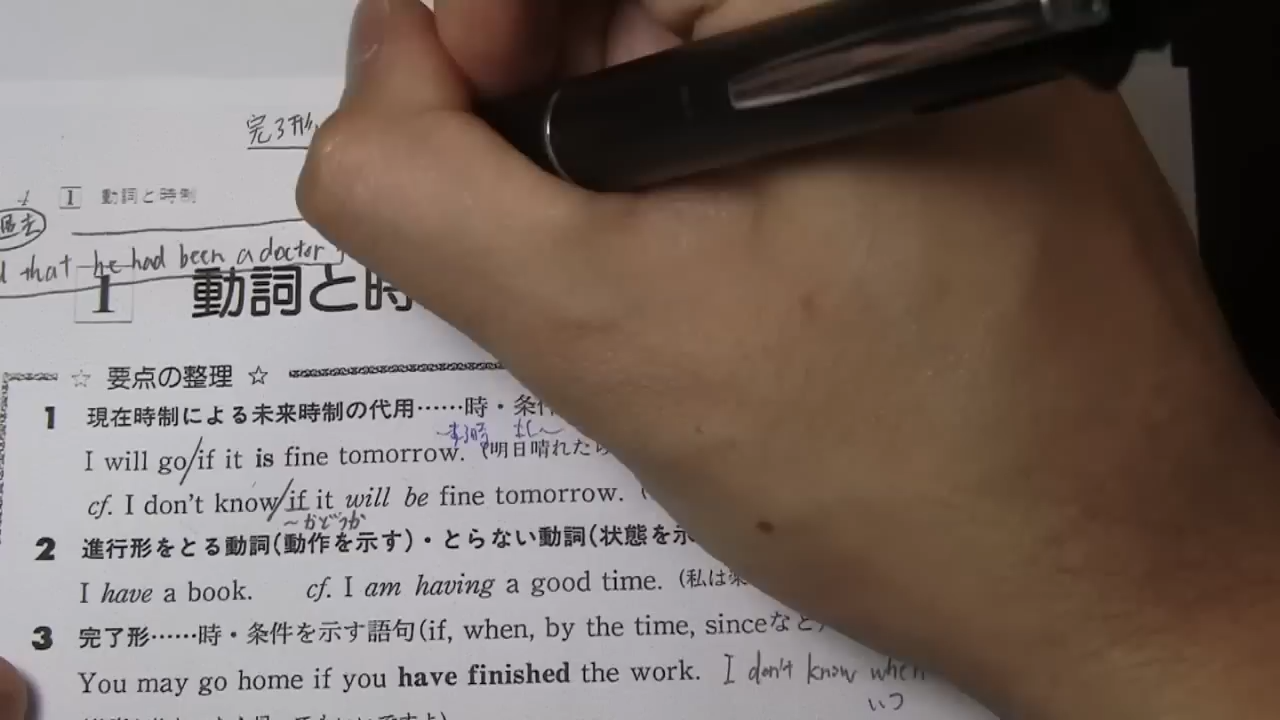 完了形
1 動詞と時制
過去
that he had been a doctor
1 動詞と時
☆ 要点の整理 ☆
1 現在時制による未来時制の代用……時・条件
〜する時 もし〜
I will go/if it is fine tomorrow. (明日晴れたら
cf. I don't know/if it will be fine tomorrow. (
〜かどうか
2 進行形をとる動詞(動作を示す)・とらない動詞(状態を示
I have a book. cf. I am having a good time. (私は楽
3 完了形……時・条件を示す語句(if, when, by the time, sinceなど)
You may go home if you have finished the work. I don't know when
いつ